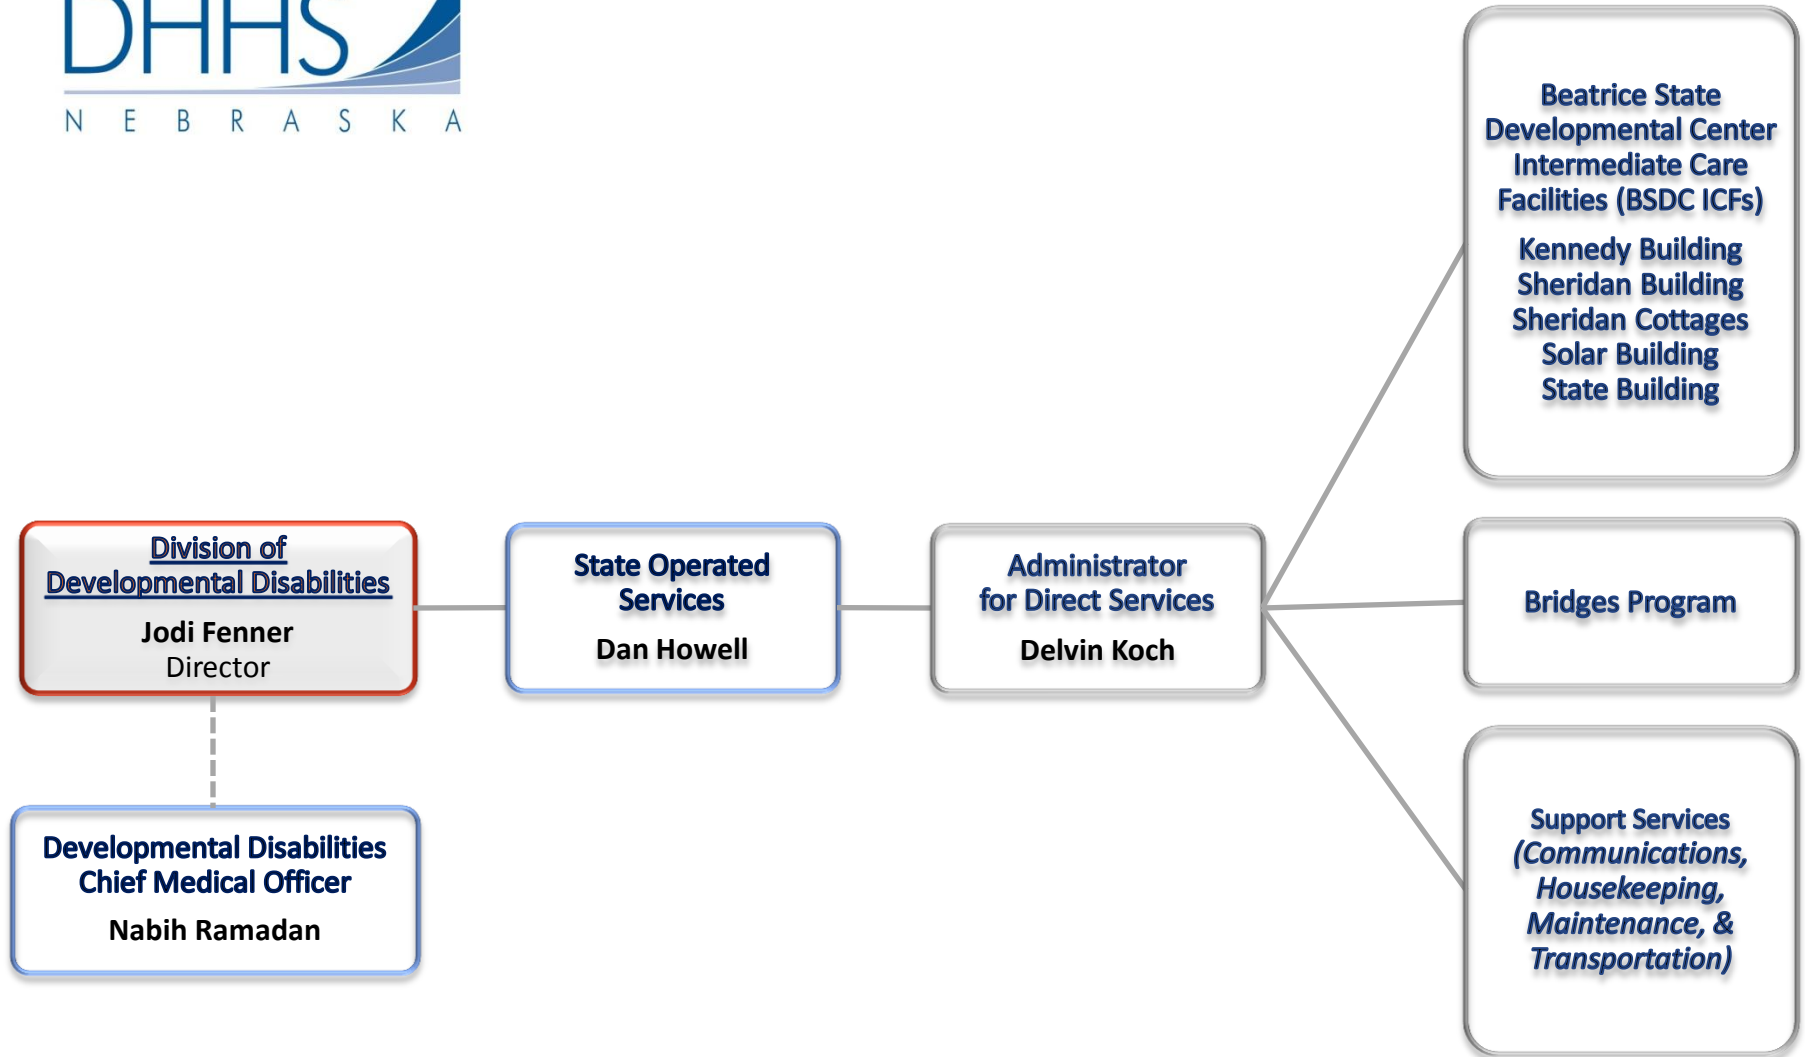 DHHS
NEBRASKA
Beatrice State
Developmental Center
Intermediate Care
Facilities (BSDC ICFs)
Kennedy Building
Sheridan Building
Sheridan Cottages
Solar Building
State Building
Division of
Developmental Disabilities
Jodi Fenner
Director
State Operated
Services
Dan Howell
Administrator
for Direct Services
Delvin Koch
Bridges Program
Developmental Disabilities
Chief Medical Officer
Nabih Ramadan
Support Services
(Communications,
Housekeeping,
Maintenance, &
Transportation)